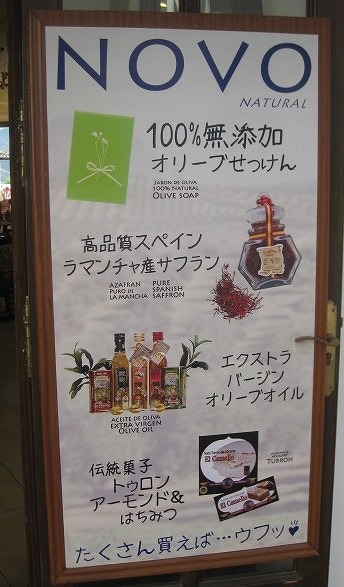 NOVO
NATURAL
100%無添加
オリーブせっけん
JABON DE OLIVA
100% NATURAL
OLIVE SOAP
高品質スペイン
ラマンチャ産サフラン
AZAFRAN
PURO DE
LA MANCHA
PURE
SPANISH
SAFFRON
エクストラ
バージン
オリーブオイル
ACEITE DE OLIVA
EXTRA VIRGEN
OLIVE OIL
伝統菓子
トゥロン
アーモンド&
はちみつ
El Camello
El Camello
TURRON
たくさん買えば…ウフッ